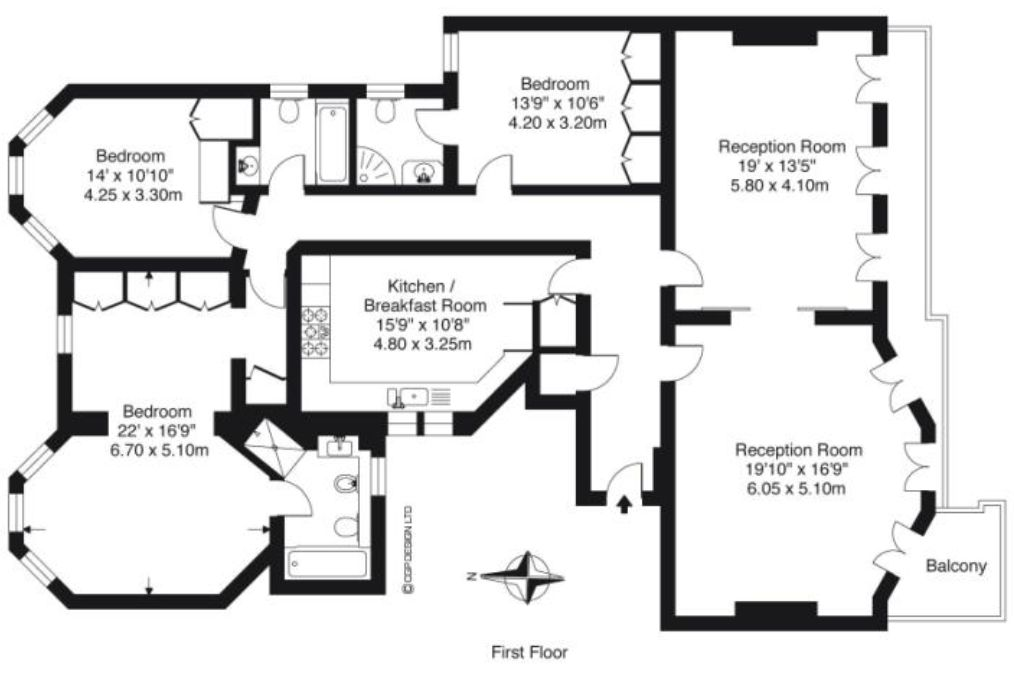 Bedroom
13'9" x 10'6"
4.20 x 3.20m
Reception Room
19' x 13'5"
5.80 x 4.10m
Bedroom
14' x 10'10"
4.25 x 3.30m
Kitchen /
Breakfast Room
15'9" x 10'8"
4.80 x 3.25m
Bedroom
22' x 16'9"
6.70 x 5.10m
Reception Room
19'10" x 16'9"
6.05 x 5.10m
© CGP DESIGN LTD
N
Balcony
First Floor